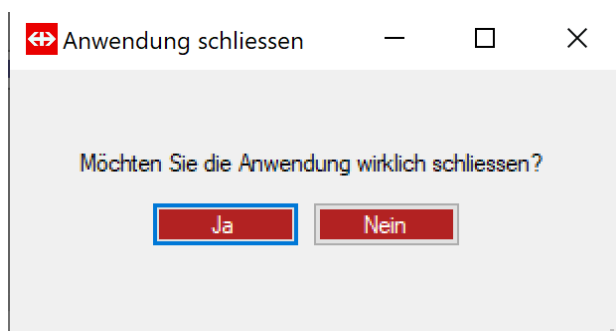 Anwendung schliessen
Möchten Sie die Anwendung wirklich schliessen?
Ja Nein